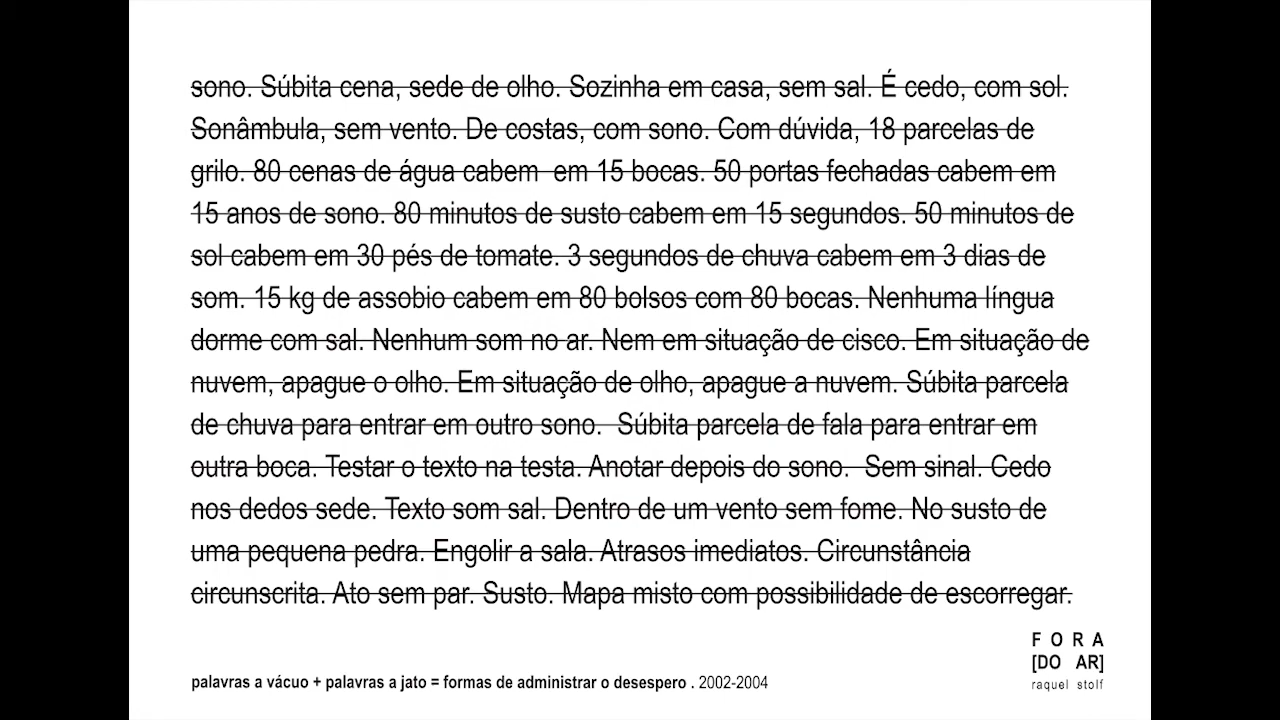 sono. Súbita cena, sede de olho. Sozinha em casa, sem sal. É cedo, com sol.
Sonâmbula, sem vento. De costas, com sono. Com dúvida, 18 parcelas de
grilo. 80 cenas de água cabem  em 15 bocas. 50 portas fechadas cabem em
15 anos de sono. 80 minutos de susto cabem em 15 segundos. 50 minutos de
sol cabem em 30 pés de tomate. 3 segundos de chuva cabem em 3 dias de
som. 15 kg de assobio cabem em 80 bolsos com 80 bocas. Nenhuma língua
dorme com sal. Nenhum som no ar. Nem em situação de cisco. Em situação de
nuvem, apague o olho. Em situação de olho, apague a nuvem. Súbita parcela
de chuva para entrar em outro sono.  Súbita parcela de fala para entrar em
outra boca. Testar o texto na testa. Anotar depois do sono.  Sem sinal. Cedo
nos dedos sede. Texto som sal. Dentro de um vento sem fome. No susto de
uma pequena pedra. Engolir a sala. Atrasos imediatos. Circunstância
circunscrita. Ato sem par. Susto. Mapa misto com possibilidade de escorregar.
palavras a vácuo + palavras a jato = formas de administrar o desespero . 2002-2004
FORA
[DO AR]
raquel stolf